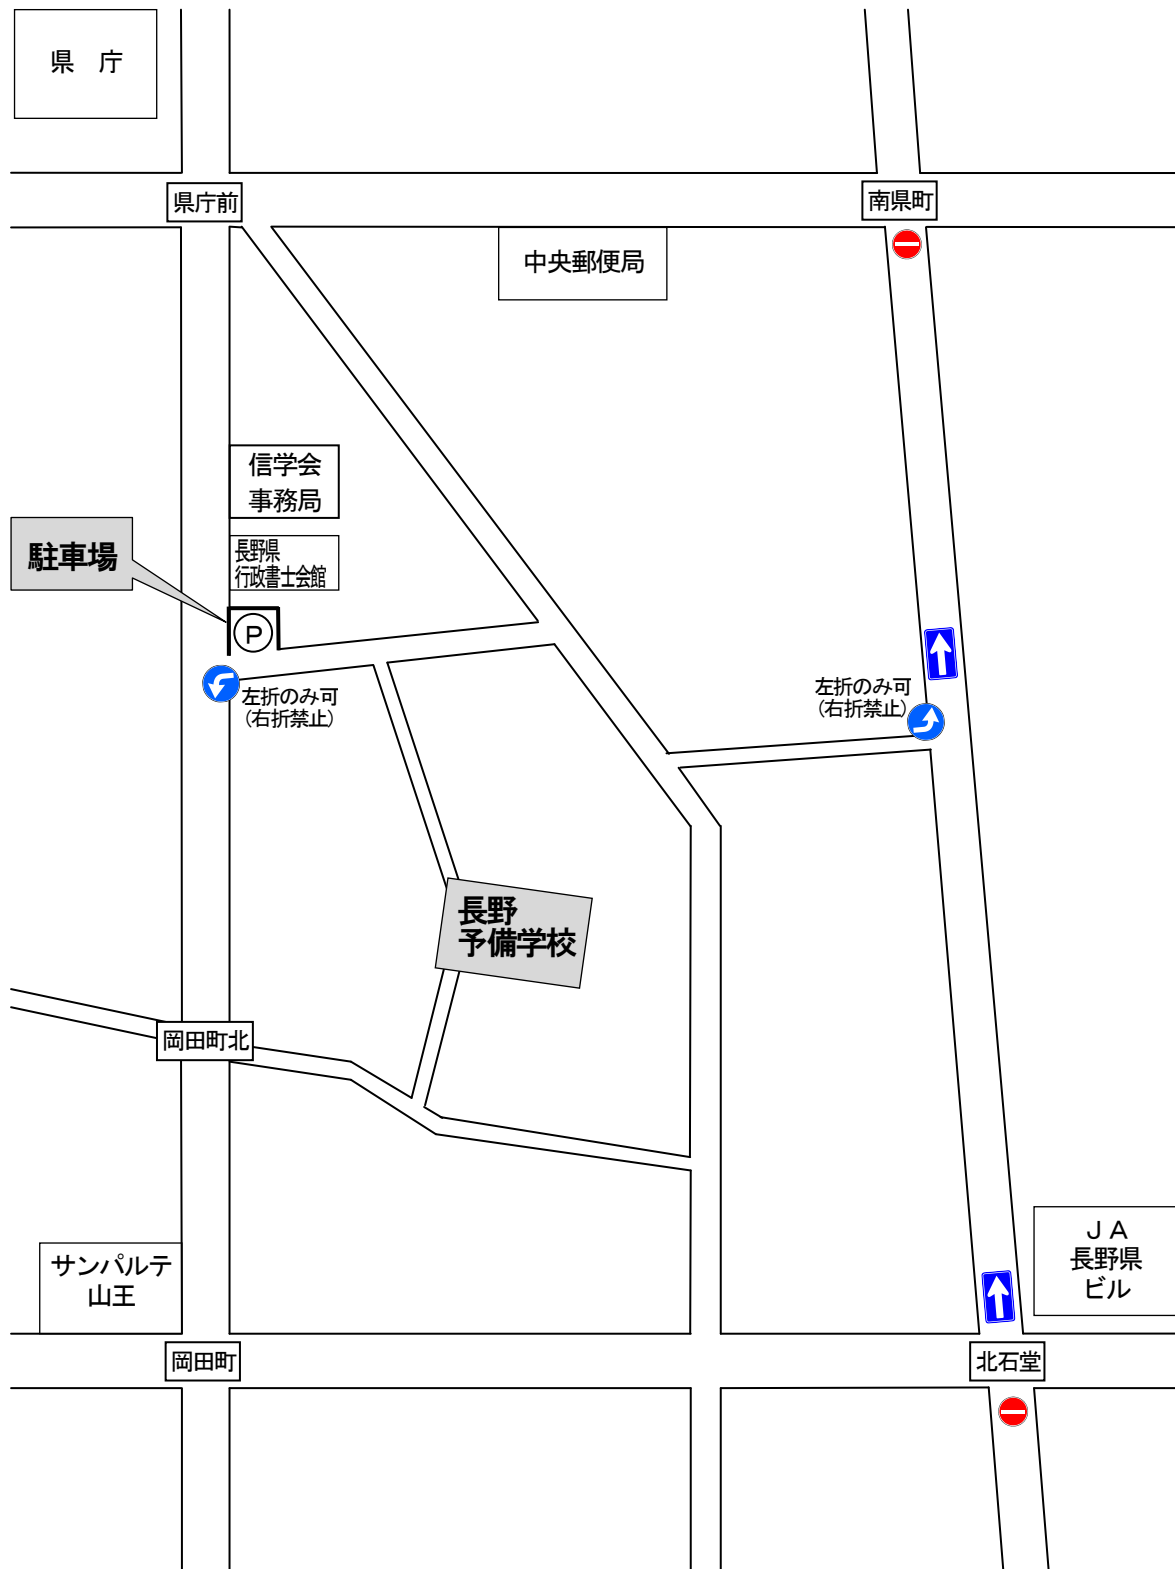 県　庁
県庁前
南県町
中央郵便局
信学会
事務局
駐車場
長野県
行政書士会館
P
左折のみ可
(右折禁止)
左折のみ可
(右折禁止)
長野
予備学校
岡田町北
サンパルテ
山王
ＪＡ
長野県
ビル
岡田町
北石堂